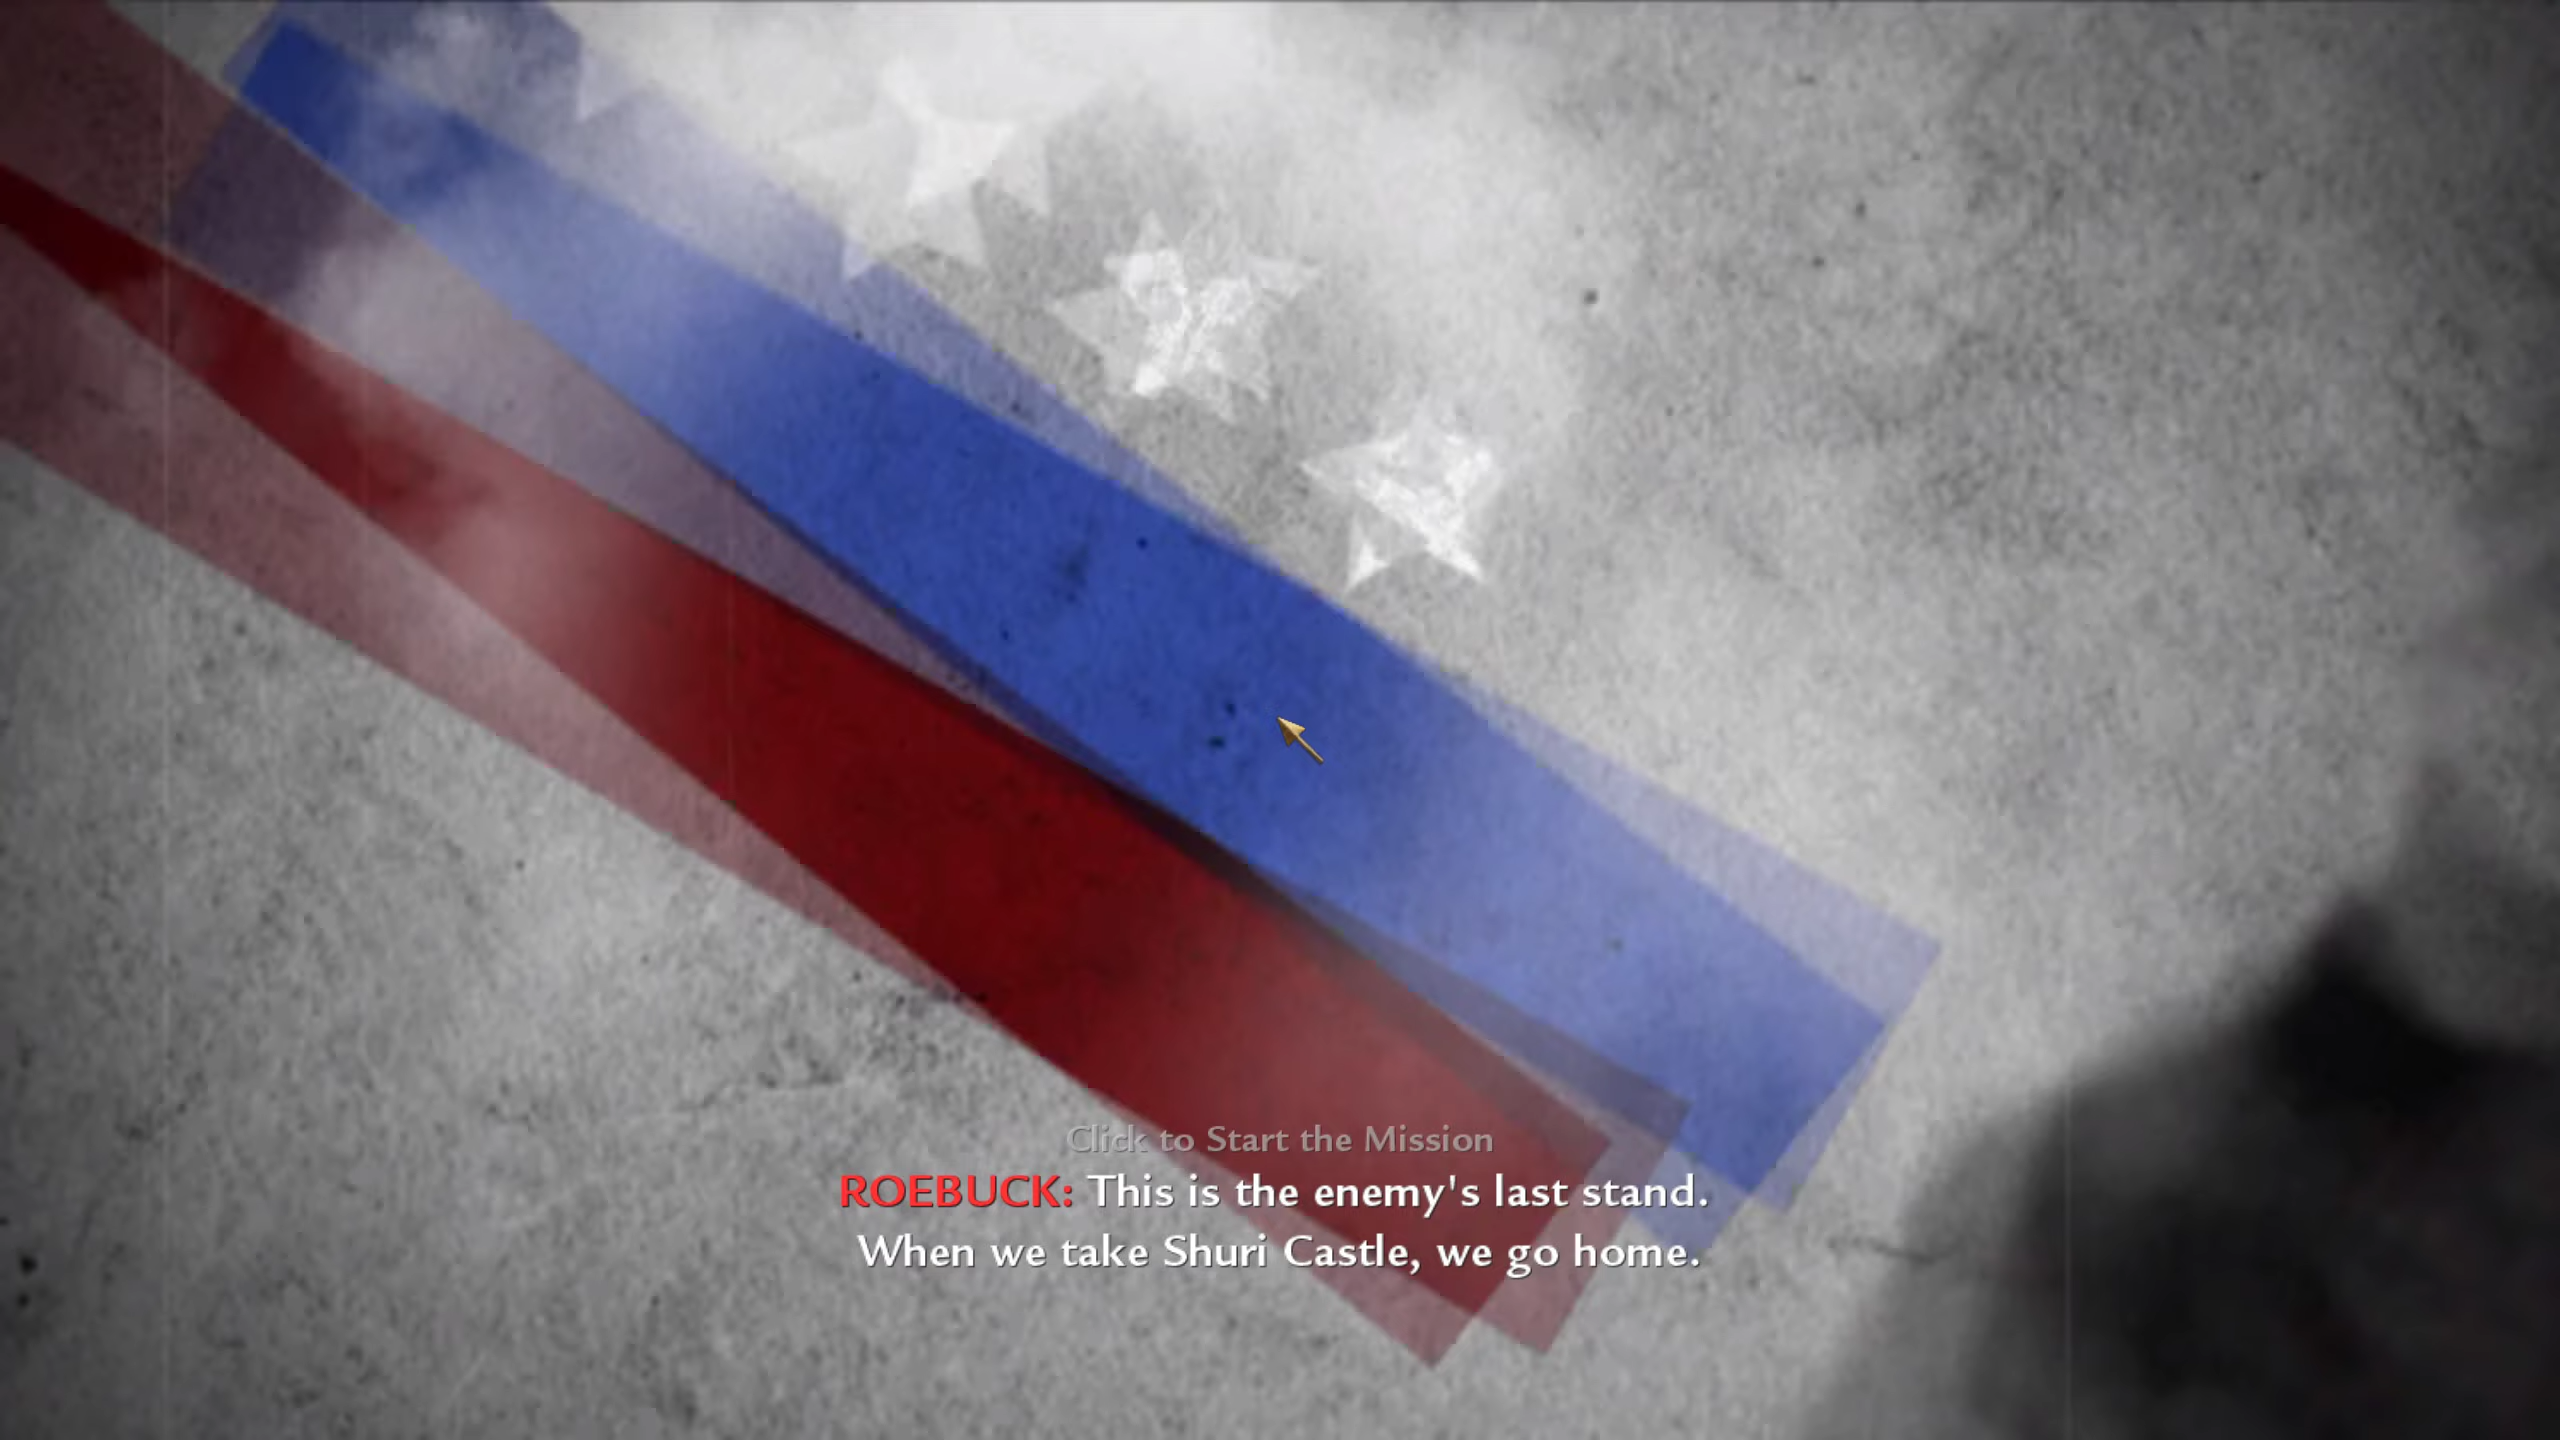 Click to Start the Mission
ROEBUCK: This is the enemy's last stand.
When we take Shuri Castle, we go home.